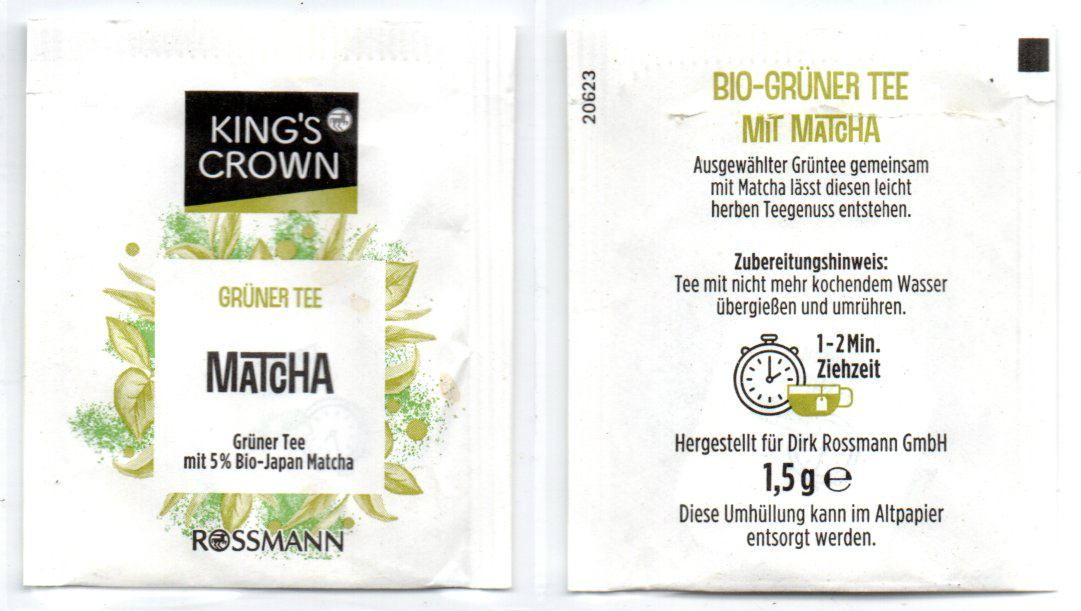 KING'S
CROWN
GRÜNER TEE
MATCHA
Grüner Tee
mit 5% Bio-Japan Matcha
ROSSMANN
20623
BIO-GRÜNER TEE
MIT MATCHA
Ausgewählter Grüntee gemeinsam
mit Matcha lässt diesen leicht
herben Teegenuss entstehen.
Zubereitungshinweis:
Tee mit nicht mehr kochendem Wasser
übergießen und umrühren.
1-2 Min.
Ziehzeit
Hergestellt für Dirk Rossmann GmbH
1,5 g ℮
Diese Umhüllung kann im Altpapier
entsorgt werden.